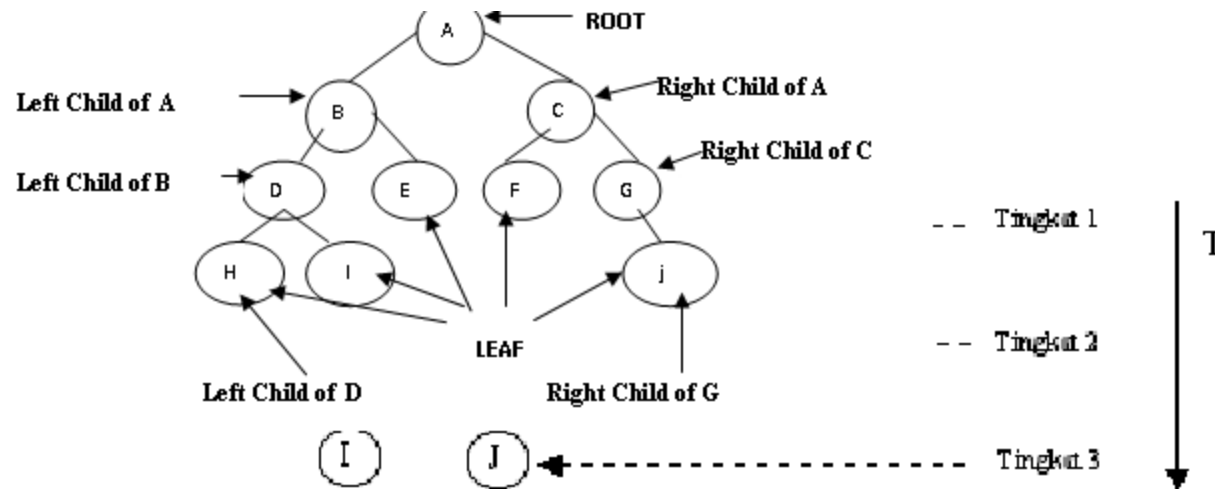 A
ROOT
Left Child of A
B
C
Right Child of A
Left Child of B
D
E
F
G
Right Child of C
Tingkat 1
T
H
I
j
LEAF
Tingkat 2
Left Child of D
Right Child of G
I
J
Tingkat 3